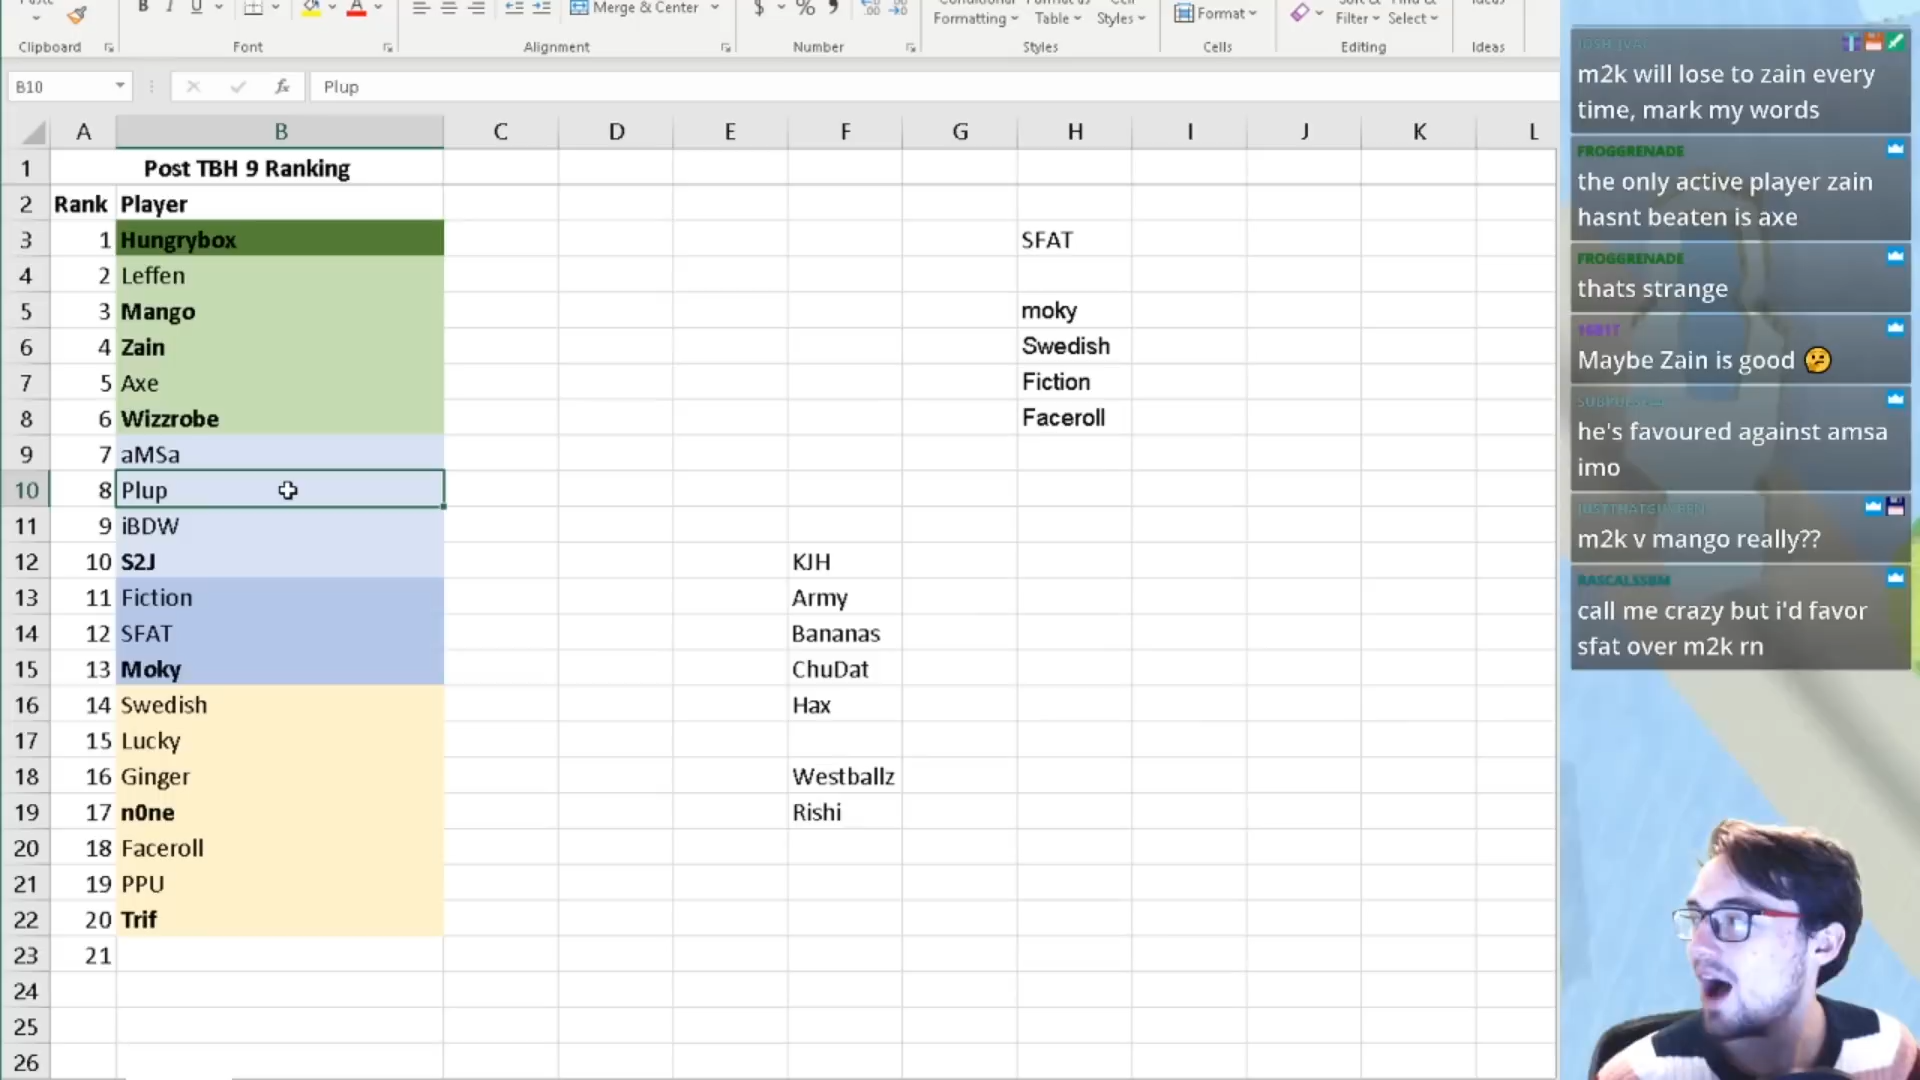 Merge & Center
Conditional
Formatting
Table
Cell
Styles
Format
Filter
Select
Ideas
Clipboard
Font
Alignment
Number
Styles
Cells
Editing
Ideas
B10
fx
Plup
A B C D E F G H I J K L
1 Post TBH 9 Ranking
2 Rank Player
3 1 Hungrybox SFAT
4 2 Leffen
5 3 Mango moky
6 4 Zain Swedish
7 5 Axe Fiction
8 6 Wizzrobe Faceroll
9 7 aMSa
10 8 Plup
11 9 iBDW
12 10 S2J KJH
13 11 Fiction Army
14 12 SFAT Bananas
15 13 Moky ChuDat
16 14 Swedish Hax
17 15 Lucky
18 16 Ginger Westballz
19 17 n0ne Rishi
20 18 Faceroll
21 19 PPU
22 20 Trif
23 21
24
25
26
m2k will lose to zain every
time, mark my words
FROGGRENADE
the only active player zain
hasnt beaten is axe
FROGGRENADE
thats strange
Maybe Zain is good 🤔
he's favoured against amsa
imo
m2k v mango really??
RASCALSSBM
call me crazy but i'd favor
sfat over m2k rn